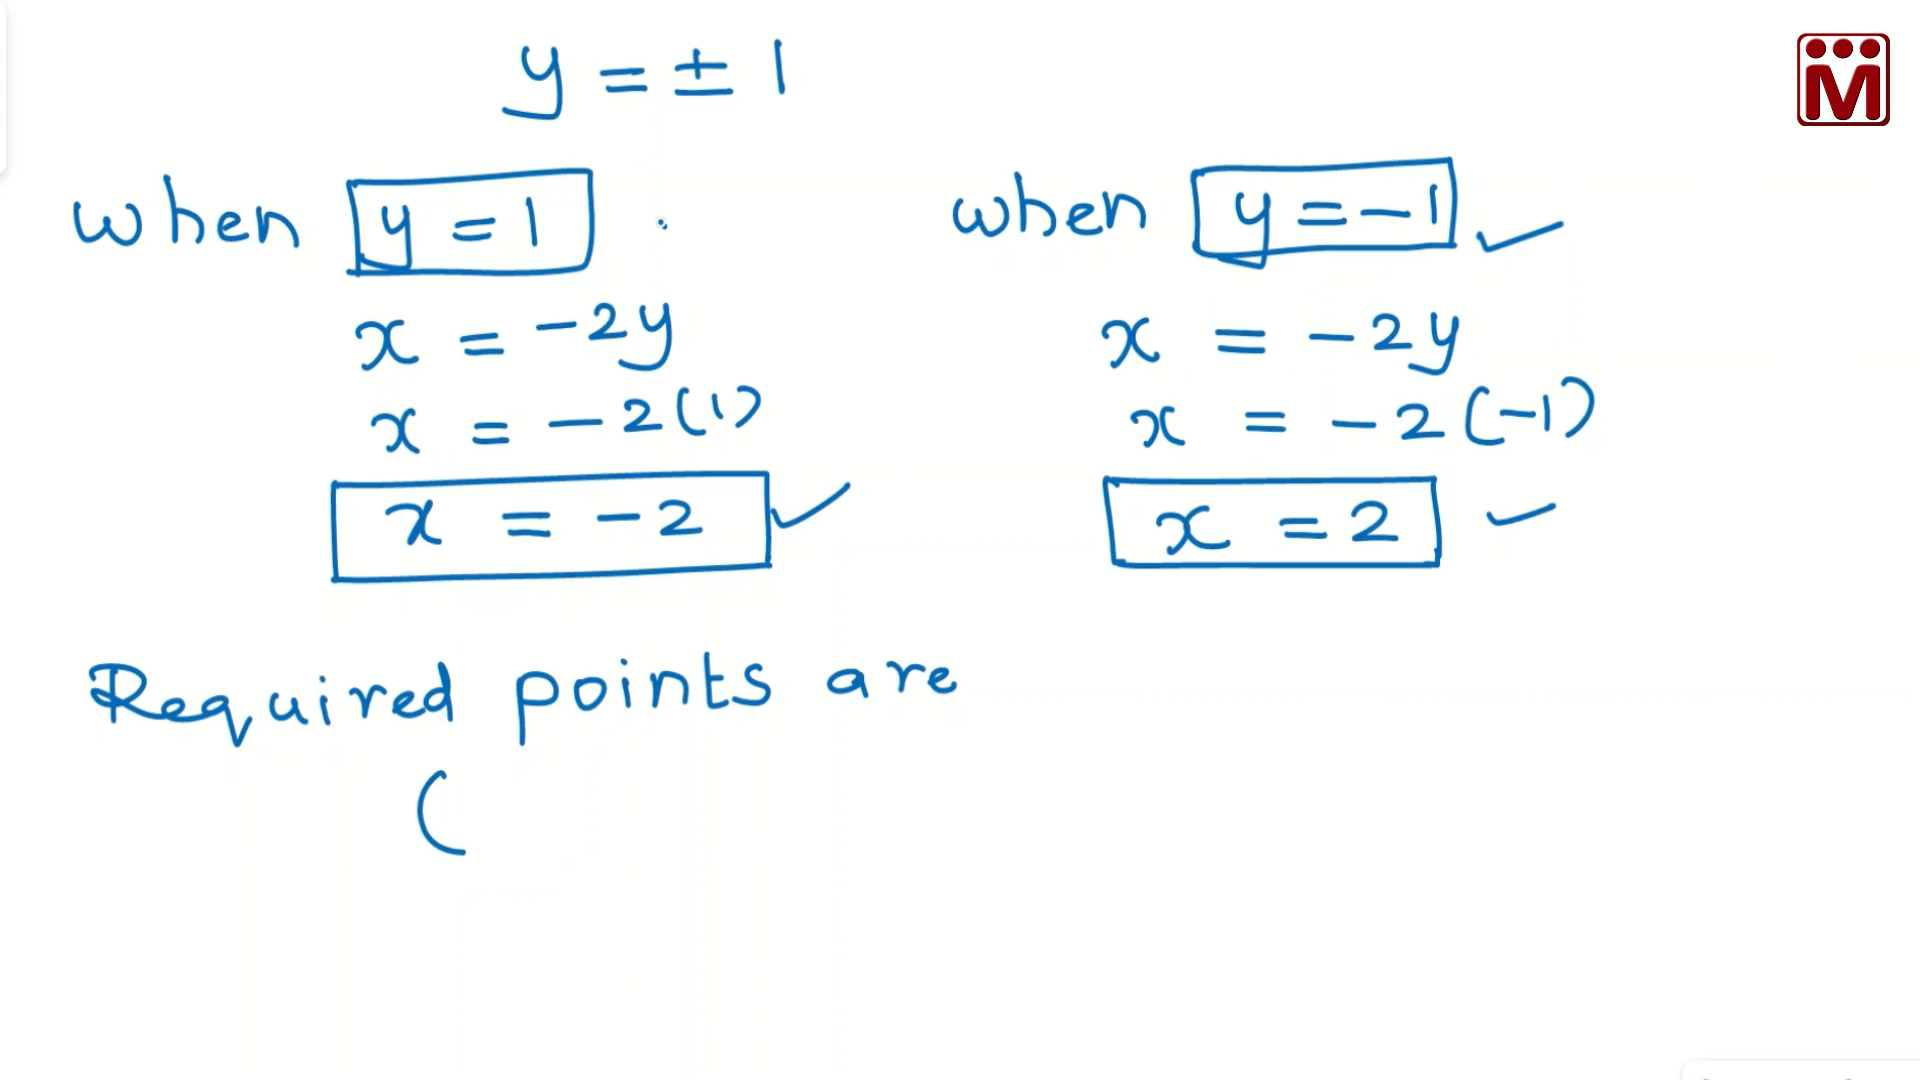 y = ± 1
when y = 1
x = -2y
x = -2(1)
x = -2
when y = -1
x = -2y
x = -2(-1)
x = 2
Required points are
(
M